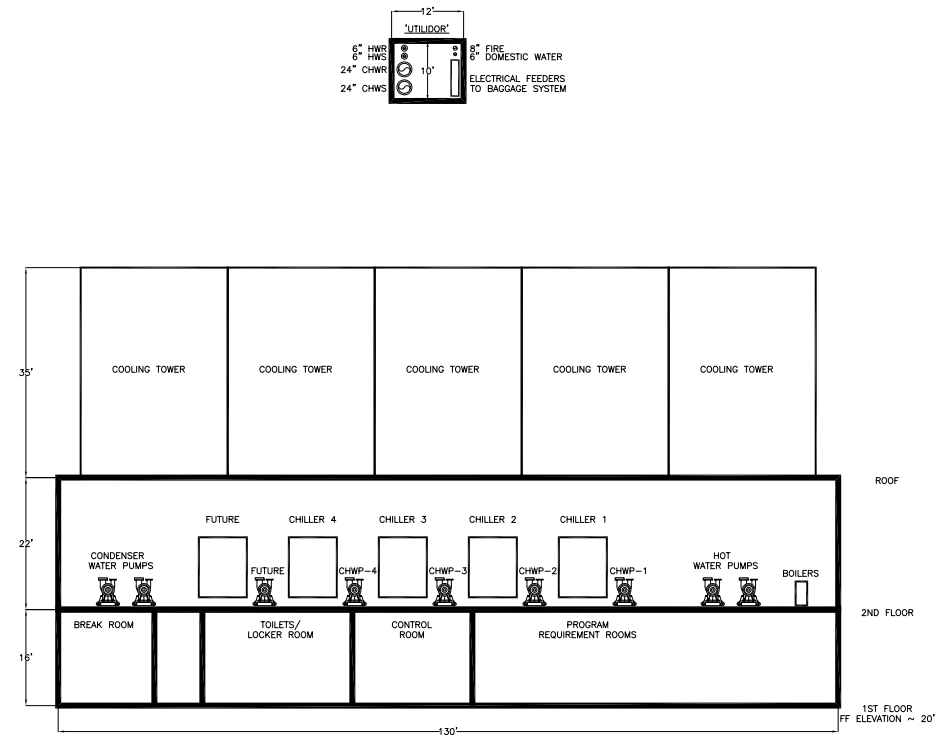 12'
'UTILIDOR'
6" HWR
6" HWS
24" CHWR
24" CHWS
10'
8" FIRE
6" DOMESTIC WATER
ELECTRICAL FEEDERS
TO BAGGAGE SYSTEM
35'
COOLING TOWER
COOLING TOWER
COOLING TOWER
COOLING TOWER
COOLING TOWER
ROOF
22'
FUTURE
CHILLER 4
CHILLER 3
CHILLER 2
CHILLER 1
CONDENSER
WATER PUMPS
FUTURE
CHWP-4
CHWP-3
CHWP-2
CHWP-1
HOT
WATER PUMPS
BOILERS
2ND FLOOR
16'
BREAK ROOM
TOILETS/
LOCKER ROOM
CONTROL
ROOM
PROGRAM
REQUIREMENT ROOMS
1ST FLOOR
FF ELEVATION ~ 20'
130'